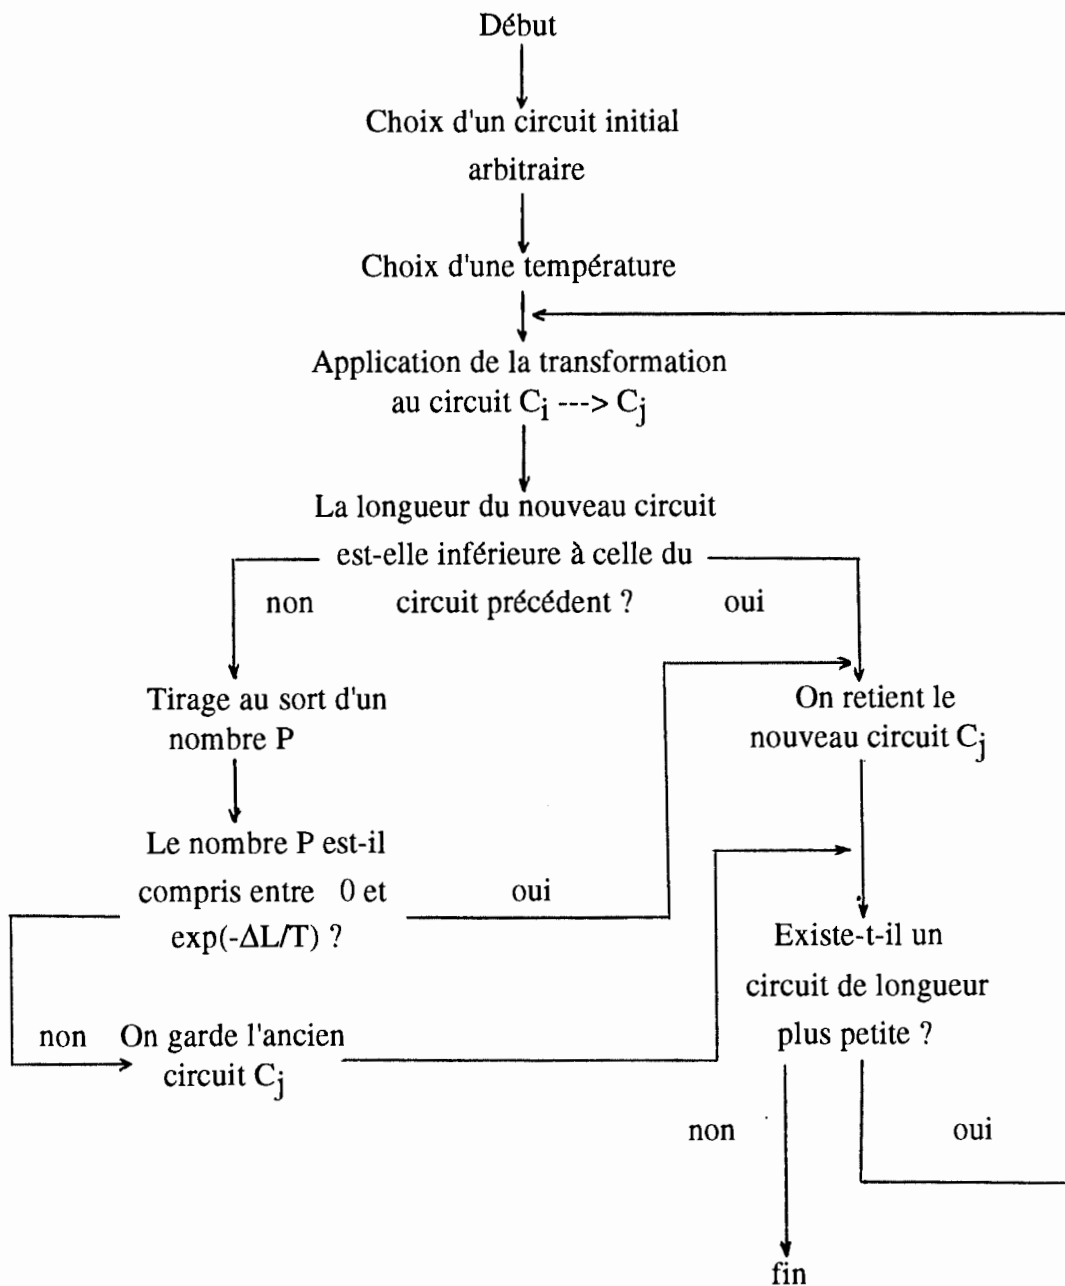 Début
Choix d'un circuit initial
arbitraire
Choix d'une température
Application de la transformation
au circuit Ci ---> Cj
La longueur du nouveau circuit
est-elle inférieure à celle du
non circuit précédent ? oui
Tirage au sort d'un
nombre P
On retient le
nouveau circuit Cj
Le nombre P est-il
compris entre 0 et
exp(-ΔL/T) ?
oui
Existe-t-il un
circuit de longueur
plus petite ?
non
On garde l'ancien
circuit Cj
non
oui
fin